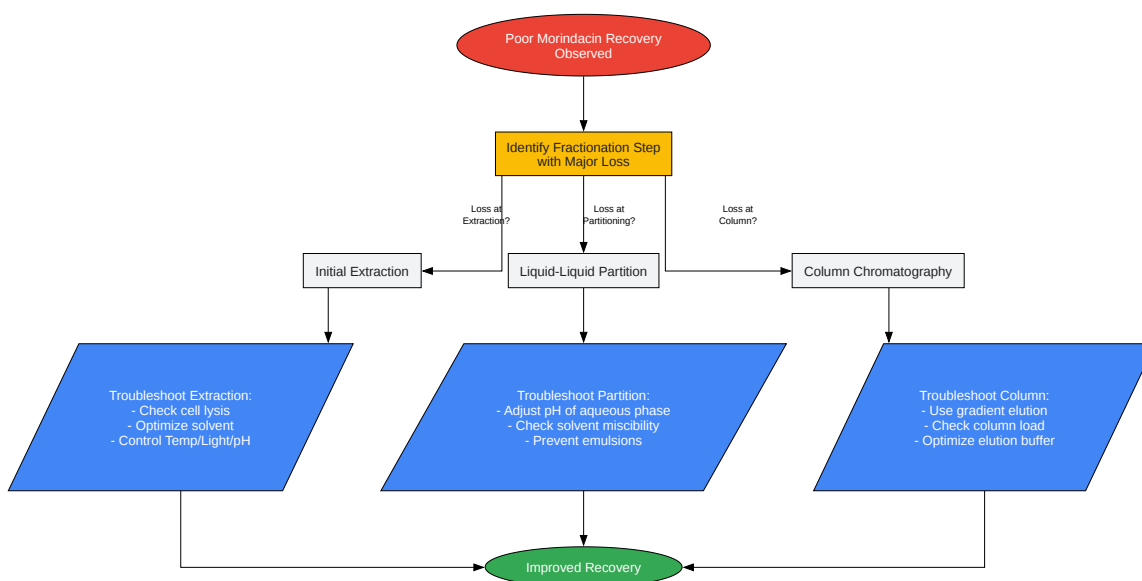 Poor Morindacin Recovery
Observed
Identify Fractionation Step
with Major Loss
Loss at
Extraction?
Loss at
Partitioning?
Loss at
Column?
Initial Extraction
Liquid-Liquid Partition
Column Chromatography
Troubleshoot Extraction:
- Check cell lysis
- Optimize solvent
- Control Temp/Light/pH
Troubleshoot Partition:
- Adjust pH of aqueous phase
- Check solvent miscibility
- Prevent emulsions
Troubleshoot Column:
- Use gradient elution
- Check column load
- Optimize elution buffer
Improved Recovery